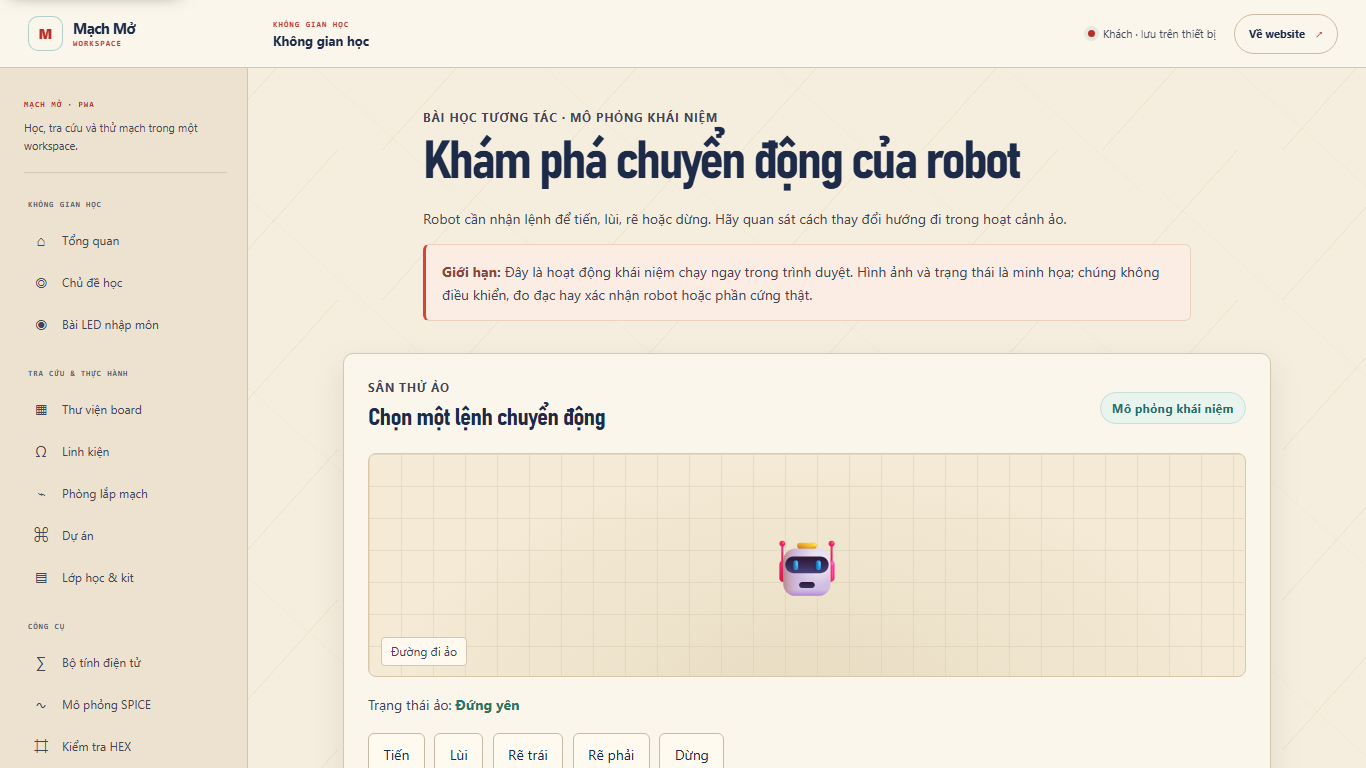 M
Mạch Mở
WORKSPACE
KHÔNG GIAN HỌC
Không gian học
Khách · lưu trên thiết bị
Về website ↗
MẠCH MỞ · PWA
Học, tra cứu và thử mạch trong một
workspace.
KHÔNG GIAN HỌC
Tổng quan
Chủ đề học
Bài LED nhập môn
TRA CỨU & THỰC HÀNH
Thư viện board
Ω Linh kiện
Phòng lắp mạch
⌘ Dự án
Lớp học & kit
CÔNG CỤ
∑ Bộ tính điện tử
∿ Mô phỏng SPICE
Kiểm tra HEX
BÀI HỌC TƯƠNG TÁC · MÔ PHỎNG KHÁI NIỆM
Khám phá chuyển động của robot
Robot cần nhận lệnh để tiến, lùi, rẽ hoặc dừng. Hãy quan sát cách thay đổi hướng đi trong hoạt cảnh ảo.
Giới hạn: Đây là hoạt động khái niệm chạy ngay trong trình duyệt. Hình ảnh và trạng thái là minh họa; chúng không
điều khiển, đo đạc hay xác nhận robot hoặc phần cứng thật.
SÂN THỬ ẢO
Chọn một lệnh chuyển động
Mô phỏng khái niệm
Đường đi ảo
Trạng thái ảo: Đứng yên
Tiến
Lùi
Rẽ trái
Rẽ phải
Dừng